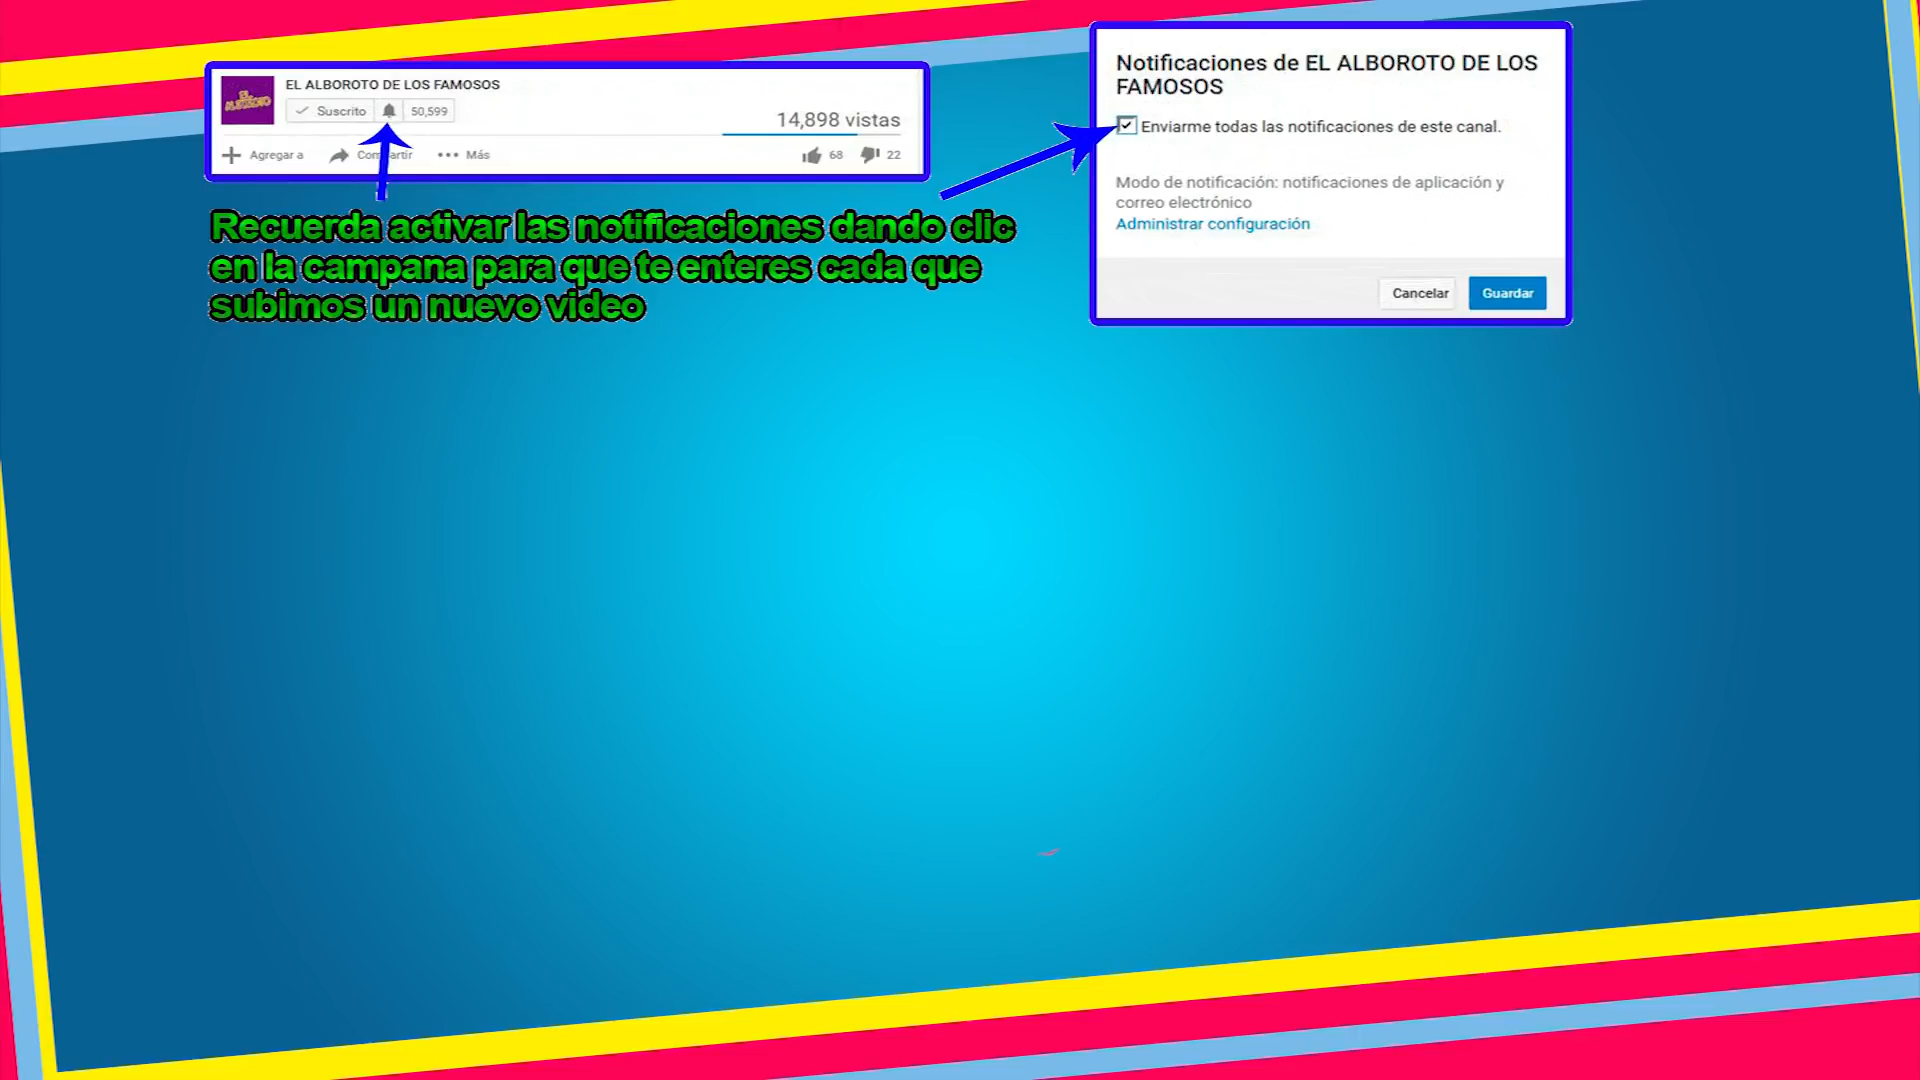 EL ALBOROTO DE LOS FAMOSOS
EL
ALBOROTO
Suscrito 50,599
14,898 vistas
Agregar a Compartir Más 68 22
Recuerda activar las notificaciones dando clic
en la campana para que te enteres cada que
subimos un nuevo video
Notificaciones de EL ALBOROTO DE LOS
FAMOSOS
Enviarme todas las notificaciones de este canal.
Modo de notificación: notificaciones de aplicación y
correo electrónico
Administrar configuración
Cancelar Guardar